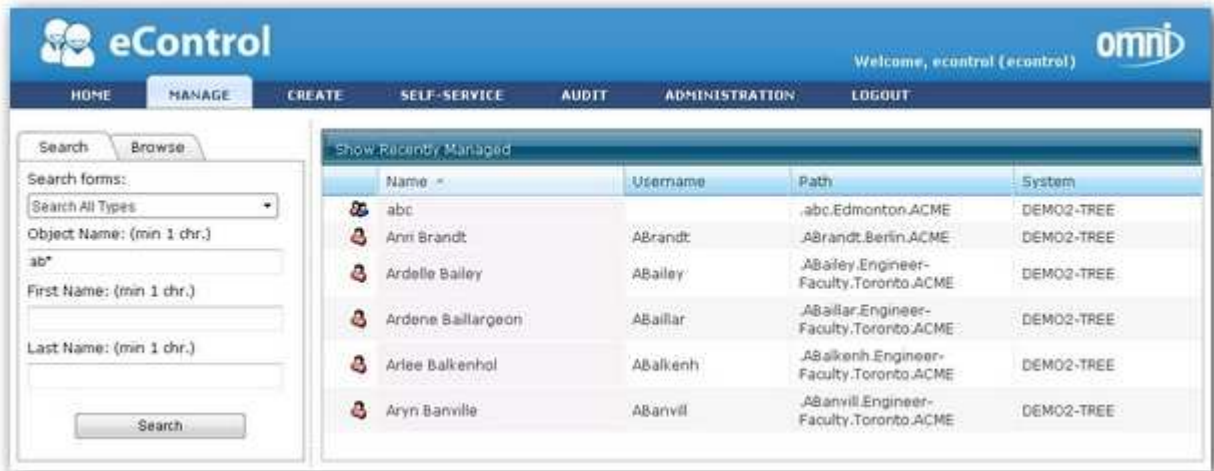 eControl
omni
Welcome, econtrol (econtrol)
HOME MANAGE CREATE SELF-SERVICE AUDIT ADMINISTRATION LOGOUT
Search Browse
Search forms:
Search All Types
Object Name: (min 1 chr.)
ab*
First Name: (min 1 chr.)
Last Name: (min 1 chr.)
Search
Show Recently Managed
Name Username Path System
abc .abc.Edmonton.ACME DEMO2-TREE
Ann Brandt ABrandt .ABrandt.Berlin.ACME DEMO2-TREE
Ardelle Bailey ABailey .ABailey.Engineer-
Faculty.Toronto.ACME DEMO2-TREE
Ardene Baillargeon ABaillar .ABaillar.Engineer-
Faculty.Toronto.ACME DEMO2-TREE
Arlee Balkenhol ABalkenh .ABalkenh.Engineer-
Faculty.Toronto.ACME DEMO2-TREE
Aryn Banville ABanvill .ABanvill.Engineer-
Faculty.Toronto.ACME DEMO2-TREE